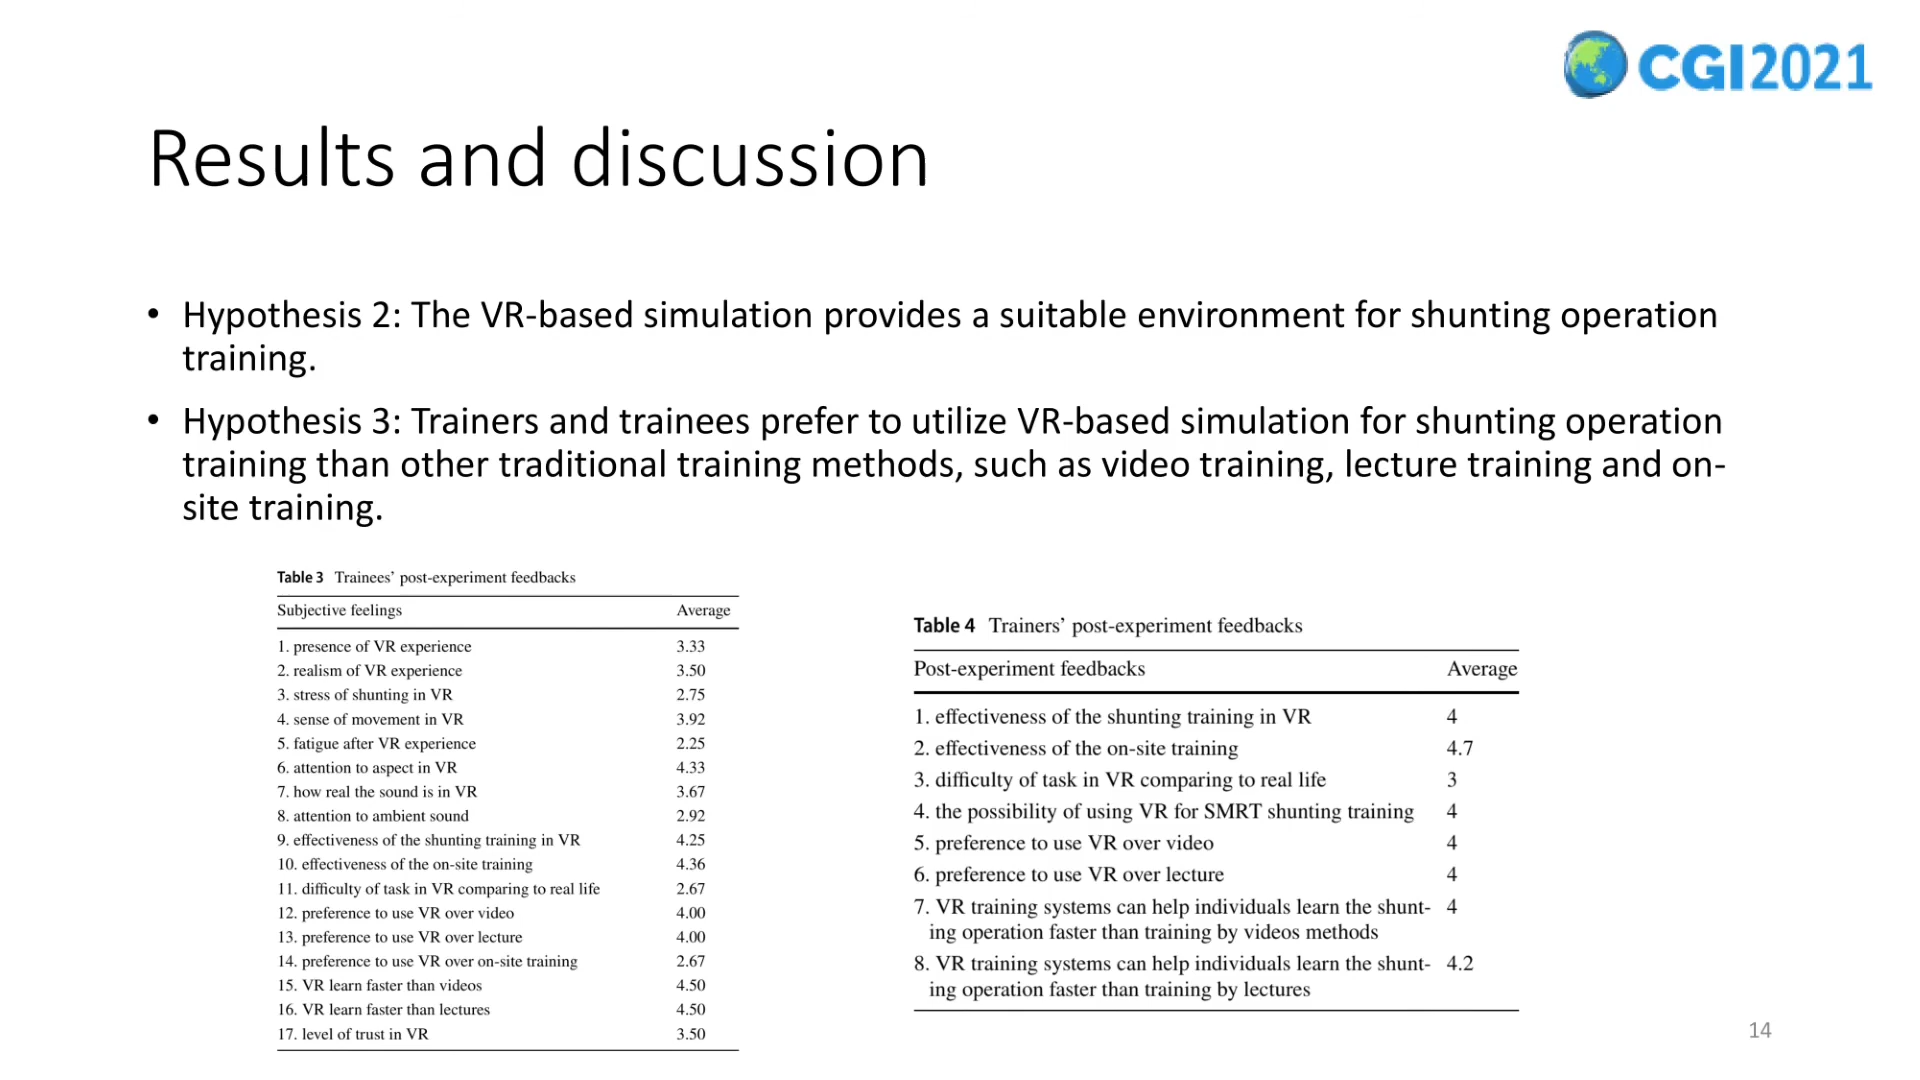 CGI2021
Results and discussion
• Hypothesis 2: The VR-based simulation provides a suitable environment for shunting operation
training.
• Hypothesis 3: Trainers and trainees prefer to utilize VR-based simulation for shunting operation
training than other traditional training methods, such as video training, lecture training and on-
site training.
Table 3 Trainees' post-experiment feedbacks
Subjective feelings Average
1. presence of VR experience 3.33
2. realism of VR experience 3.50
3. stress of shunting in VR 2.75
4. sense of movement in VR 3.92
5. fatigue after VR experience 2.25
6. attention to aspect in VR 4.33
7. how real the sound is in VR 3.67
8. attention to ambient sound 2.92
9. effectiveness of the shunting training in VR 4.25
10. effectiveness of the on-site training 4.36
11. difficulty of task in VR comparing to real life 2.67
12. preference to use VR over video 4.00
13. preference to use VR over lecture 4.00
14. preference to use VR over on-site training 2.67
15. VR learn faster than videos 4.50
16. VR learn faster than lectures 4.50
17. level of trust in VR 3.50
Table 4 Trainers' post-experiment feedbacks
Post-experiment feedbacks Average
1. effectiveness of the shunting training in VR 4
2. effectiveness of the on-site training 4.7
3. difficulty of task in VR comparing to real life 3
4. the possibility of using VR for SMRT shunting training 4
5. preference to use VR over video 4
6. preference to use VR over lecture 4
7. VR training systems can help individuals learn the shunt- 4
ing operation faster than training by videos methods
8. VR training systems can help individuals learn the shunt- 4.2
ing operation faster than training by lectures
14